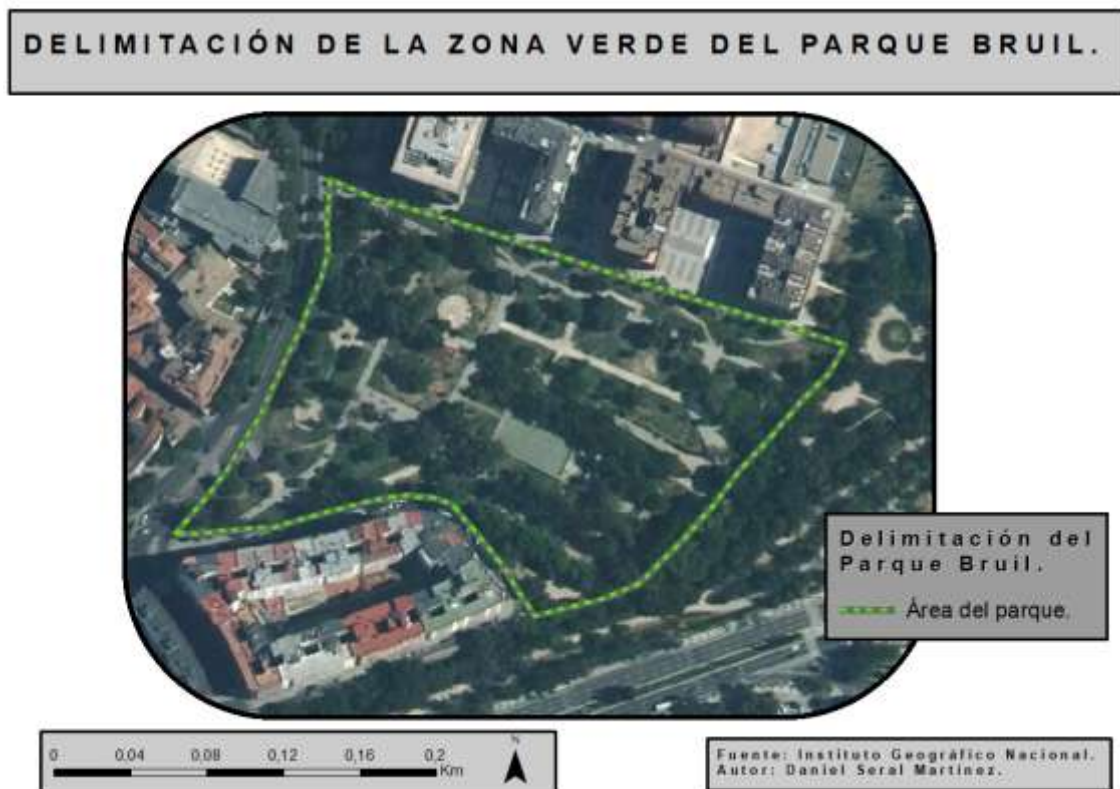 DELIMITACIÓN DE LA ZONA VERDE DEL PARQUE BRUIL.
Delimitación del
Parque Bruil.
Área del parque.
0 0,04 0,08 0,12 0,16 0,2
Km
N
Fuente: Instituto Geográfico Nacional.
Autor: Daniel Seral Martinez.